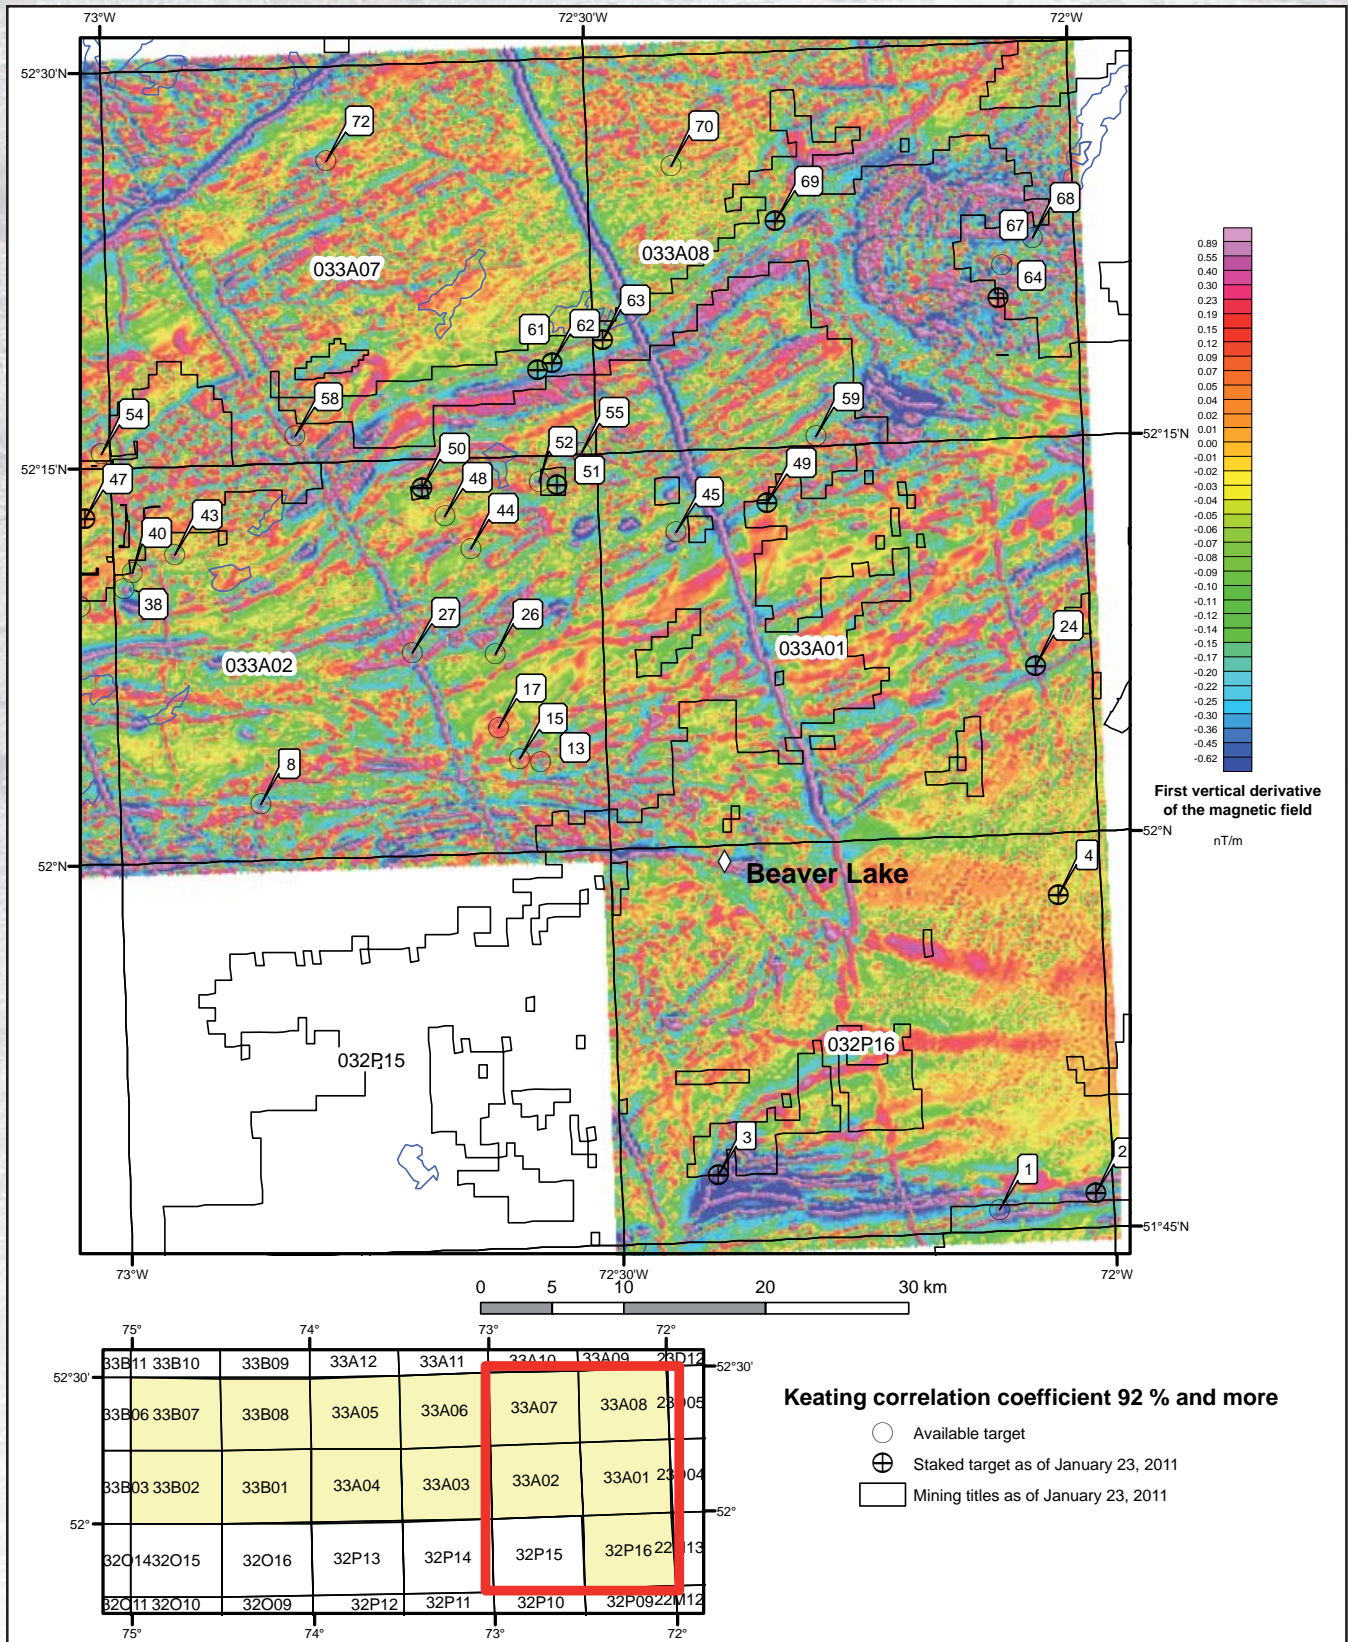 73°W
72°30'W
72°W
52°30'N
72
70
69
68
67
64
033A07
033A08
63
62
61
58
59
54
55
52°15'N
50
52
51
49
52°15'N
47
48
45
44
43
40
38
27
26
24
033A02
033A01
17
15
13
8
52°N
52°N
Beaver Lake
4
032P15
032P16
3
2
1
51°45'N
73°W
72°30'W
72°W
0.89
0.55
0.40
0.30
0.23
0.19
0.15
0.12
0.09
0.07
0.05
0.04
0.02
0.01
0.00
-0.01
-0.02
-0.03
-0.04
-0.05
-0.06
-0.07
-0.08
-0.09
-0.10
-0.11
-0.12
-0.14
-0.15
-0.17
-0.20
-0.22
-0.25
-0.30
-0.36
-0.45
-0.62
First vertical derivative
of the magnetic field
nT/m
0 5 10 20 30 km
75° 74° 73° 72°
33B11 33B10 33B09 33A12 33A11 33A10 33A09 23D12
52°30' 52°30'
33B06 33B07 33B08 33A05 33A06 33A07 33A08 23D05
33B03 33B02 33B01 33A04 33A03 33A02 33A01 23D04
52° 52°
32O14 32O15 32O16 32P13 32P14 32P15 32P16 22M13
32O11 32O10 32O09 32P12 32P11 32P10 32P09 22M12
75° 74° 73° 72°
Keating correlation coefficient 92 % and more
Available target
Staked target as of January 23, 2011
Mining titles as of January 23, 2011